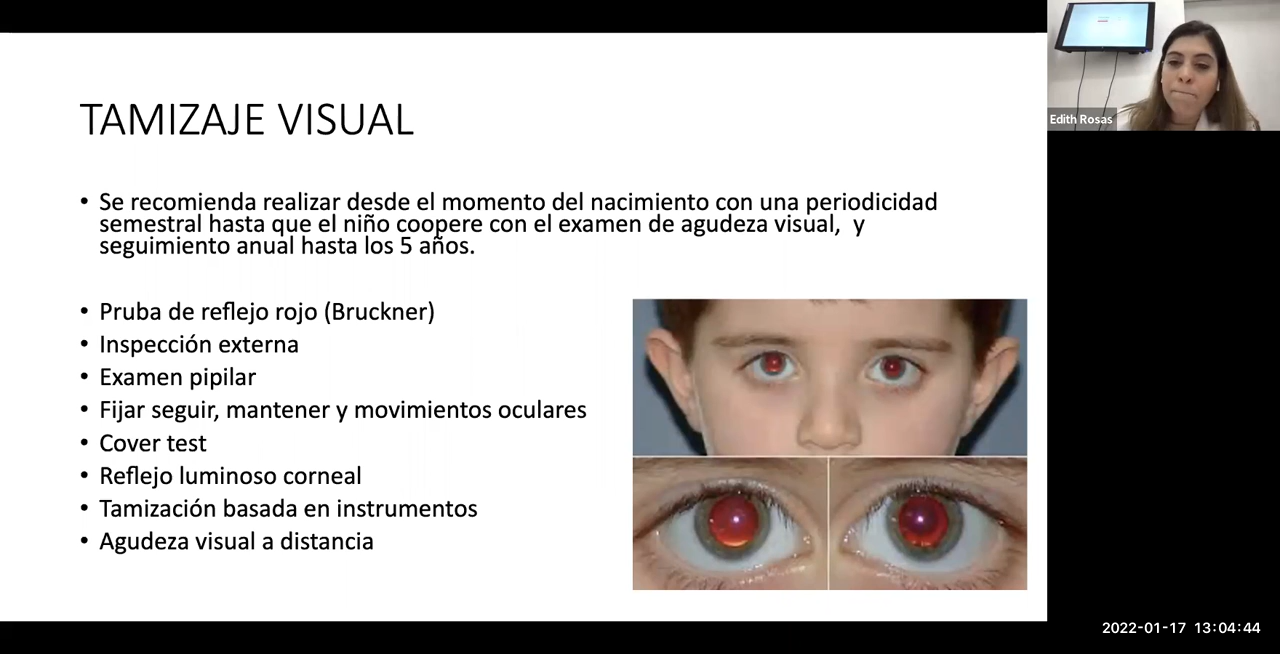 TAMIZAJE VISUAL
• Se recomienda realizar desde el momento del nacimiento con una periodicidad
semestral hasta que el niño coopere con el examen de agudeza visual, y
seguimiento anual hasta los 5 años.
• Pruba de reflejo rojo (Bruckner)
• Inspección externa
• Examen pipilar
• Fijar seguir, mantener y movimientos oculares
• Cover test
• Reflejo luminoso corneal
• Tamización basada en instrumentos
• Agudeza visual a distancia
Edith Rosas
2022-01-17 13:04:44